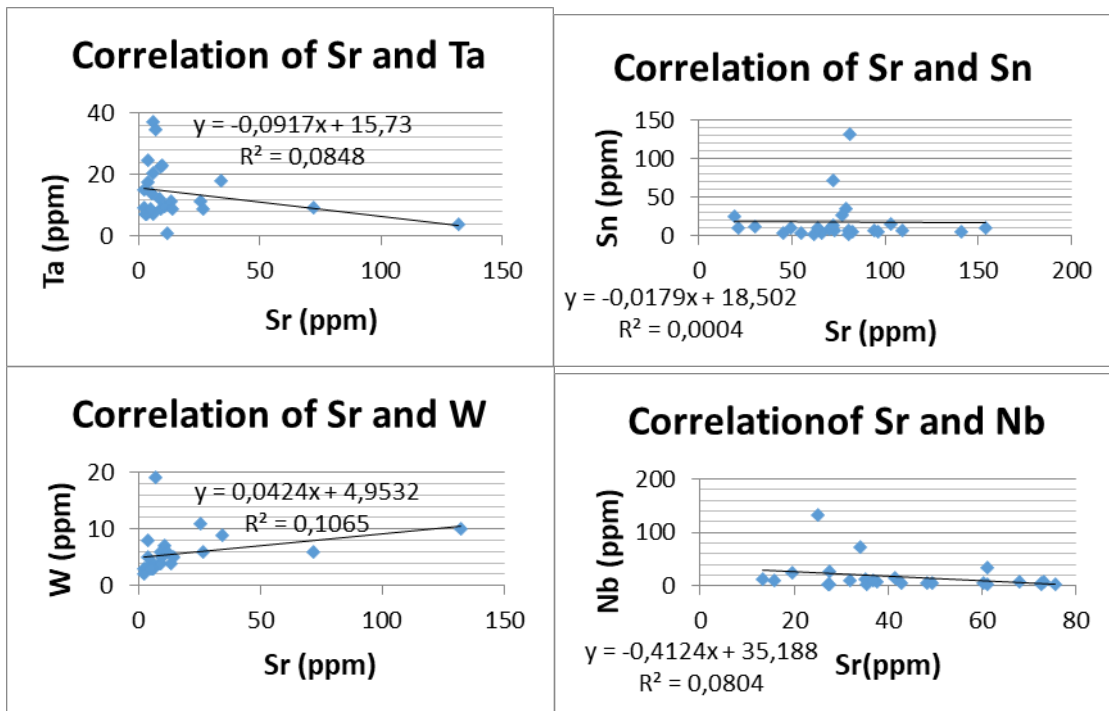 Correlation of Sr and Ta
40
20
0
y = -0,0917x + 15,73
R² = 0,0848
Ta (ppm)
0 50 100 150
Sr (ppm)
Correlation of Sr and Sn
150
100
50
0
Sn (ppm)
0 50 100 150 200
y = -0,0179x + 18,502
R² = 0,0004
Sr (ppm)
Correlation of Sr and W
20
10
0
y = 0,0424x + 4,9532
R² = 0,1065
W (ppm)
0 50 100 150
Sr (ppm)
Correlationof Sr and Nb
200
100
0
Nb (ppm)
0 20 40 60 80
y = -0,4124x + 35,188
R² = 0,0804
Sr(ppm)